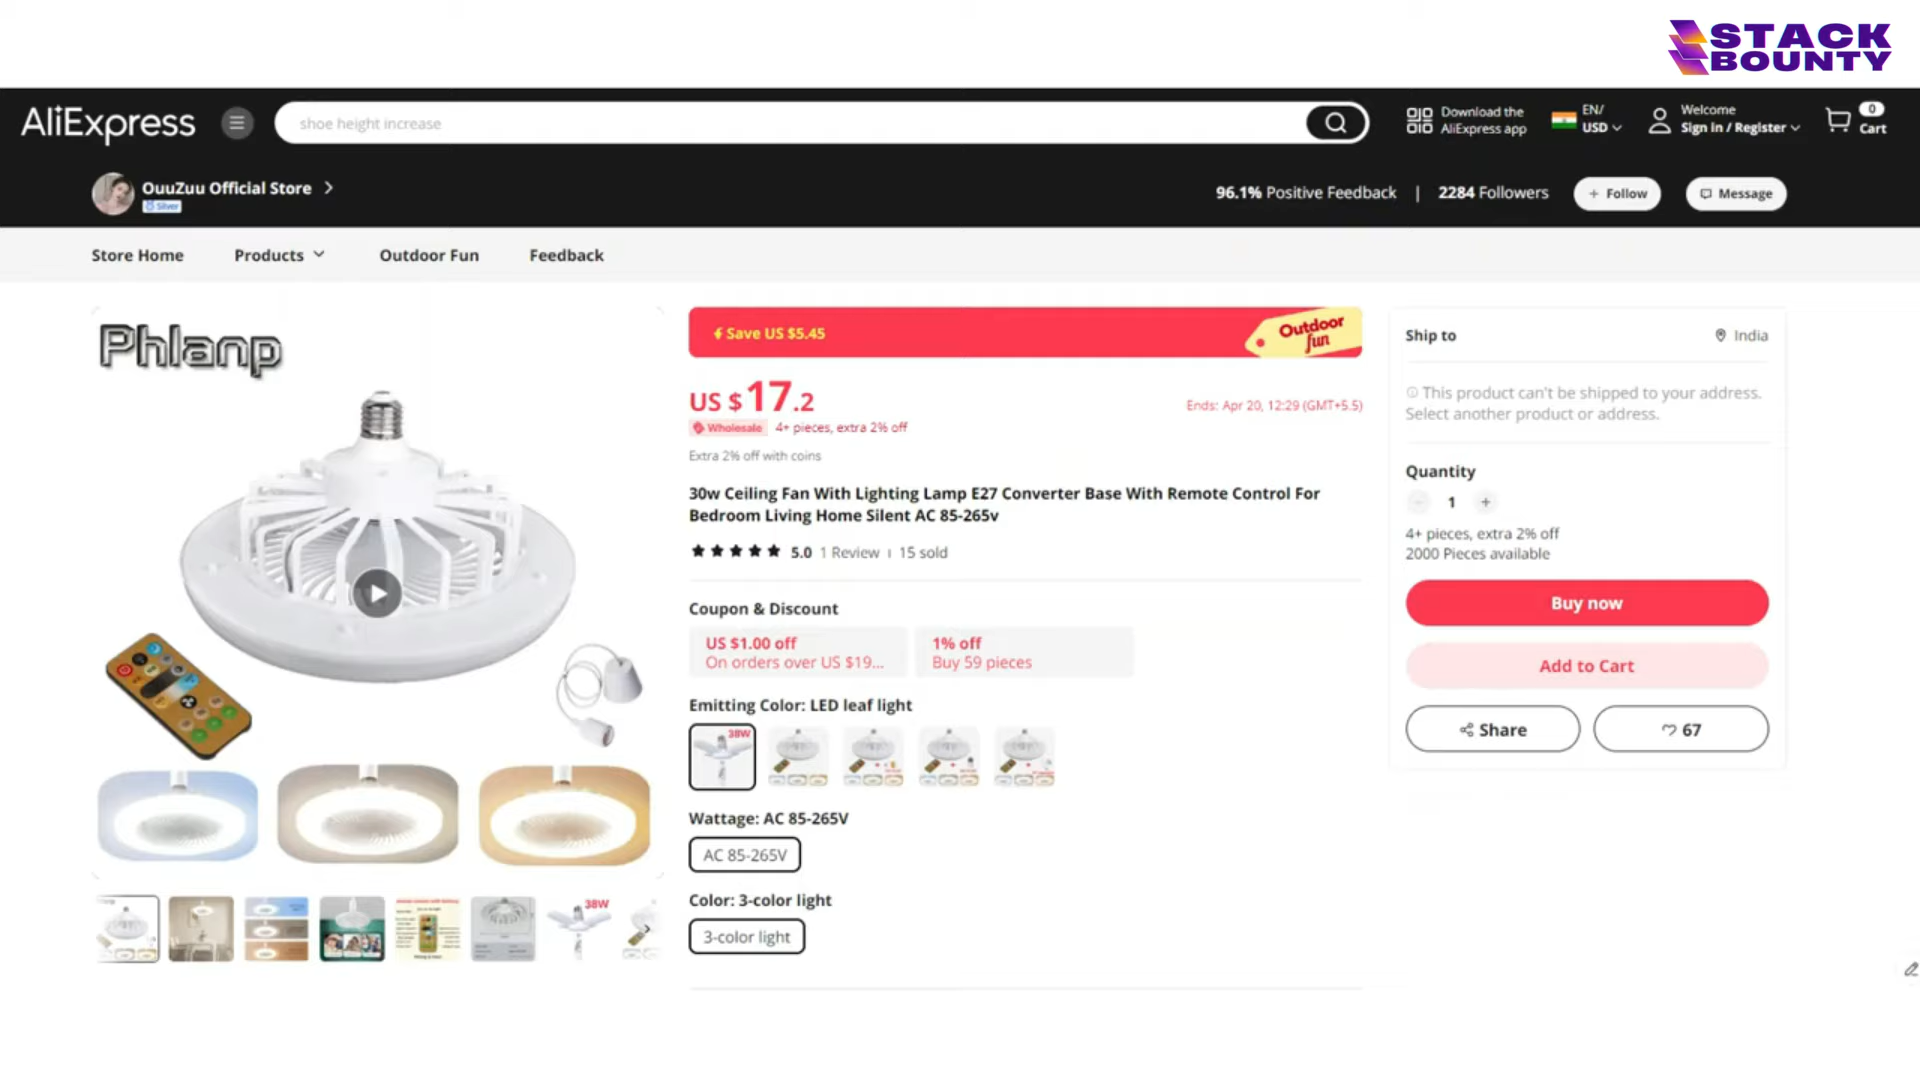 STACK
BOUNTY
AliExpress
shoe height increase
Download the
AliExpress app
EN/
USD
Welcome
Sign in / Register
0
Cart
OuuZuu Official Store
Silver
96.1% Positive Feedback | 2284 Followers
+ Follow
Message
Store Home
Products
Outdoor Fun
Feedback
Phlanp
Save US $5.45
Outdoor
fun
US $17.2
Ends: Apr 20, 12:29 (GMT+5.5)
Wholesale 4+ pieces, extra 2% off
Extra 2% off with coins
30w Ceiling Fan With Lighting Lamp E27 Converter Base With Remote Control For
Bedroom Living Home Silent AC 85-265v
5.0 1 Review 15 sold
Coupon & Discount
US $1.00 off
On orders over US $19...
1% off
Buy 59 pieces
Emitting Color: LED leaf light
38W
Wattage: AC 85-265V
AC 85-265V
Color: 3-color light
3-color light
38W
Ship to
India
This product can't be shipped to your address.
Select another product or address.
Quantity
- 1 +
4+ pieces, extra 2% off
2000 Pieces available
Buy now
Add to Cart
Share
67